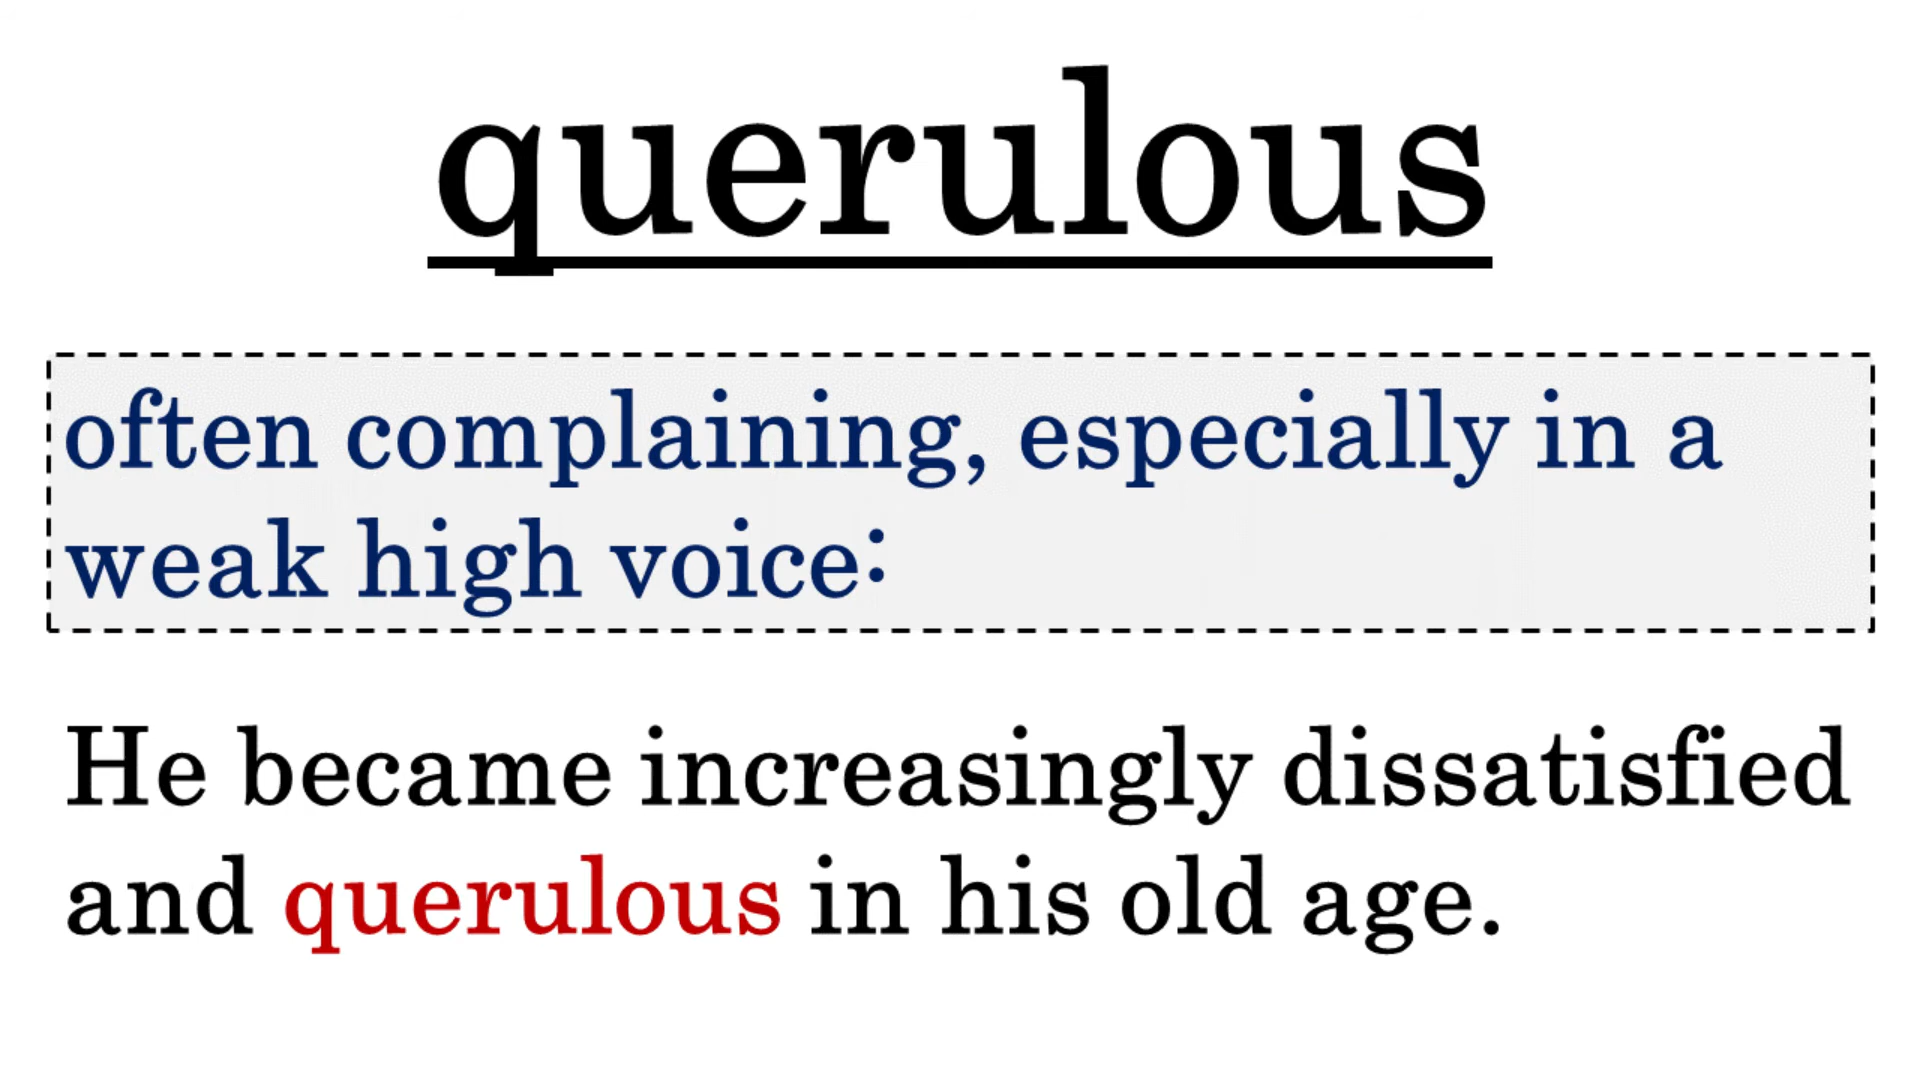 querulous
often complaining, especially in a
weak high voice:
He became increasingly dissatisfied
and querulous in his old age.